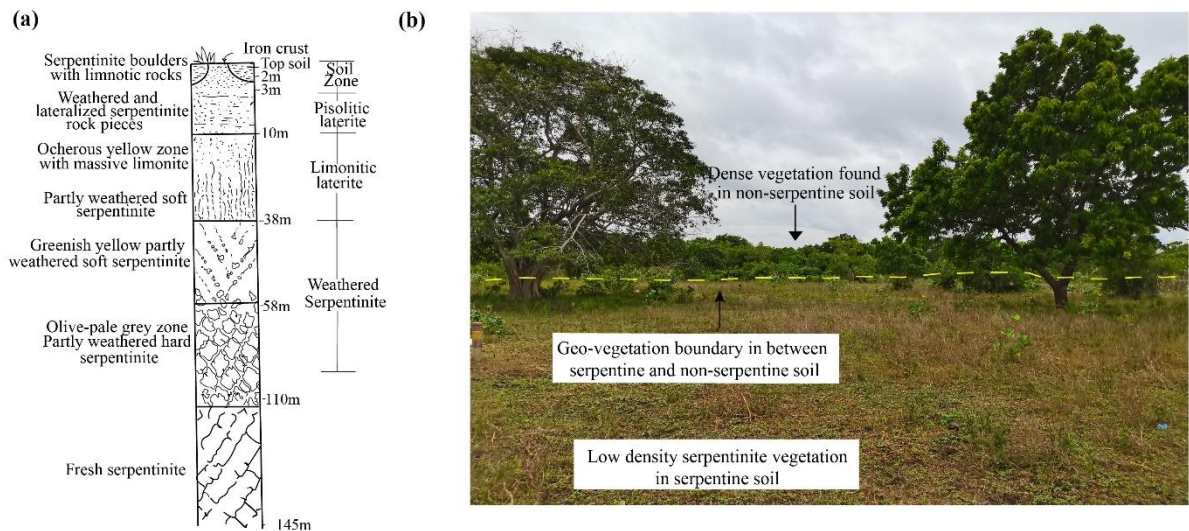 (a)
Iron crust
Serpentinite boulders
with limnotic rocks
Top soil
2m
3m
Soil
Zone
Weathered and
lateralized serpentinite
rock pieces
Pisolitic
laterite
10m
Ocherous yellow zone
with massive limonite
Limonitic
laterite
Partly weathered soft
serpentinite
-38m
Greenish yellow partly
weathered soft serpentinite
Weathered
Serpentinite
-58m
Olive-pale grey zone
Partly weathered hard
serpentinite
-110m
Fresh serpentinite
145m
(b)
Dense vegetation found
in non-serpentine soil
Geo-vegetation boundary in between
serpentine and non-serpentine soil
Low density serpentinite vegetation
in serpentine soil